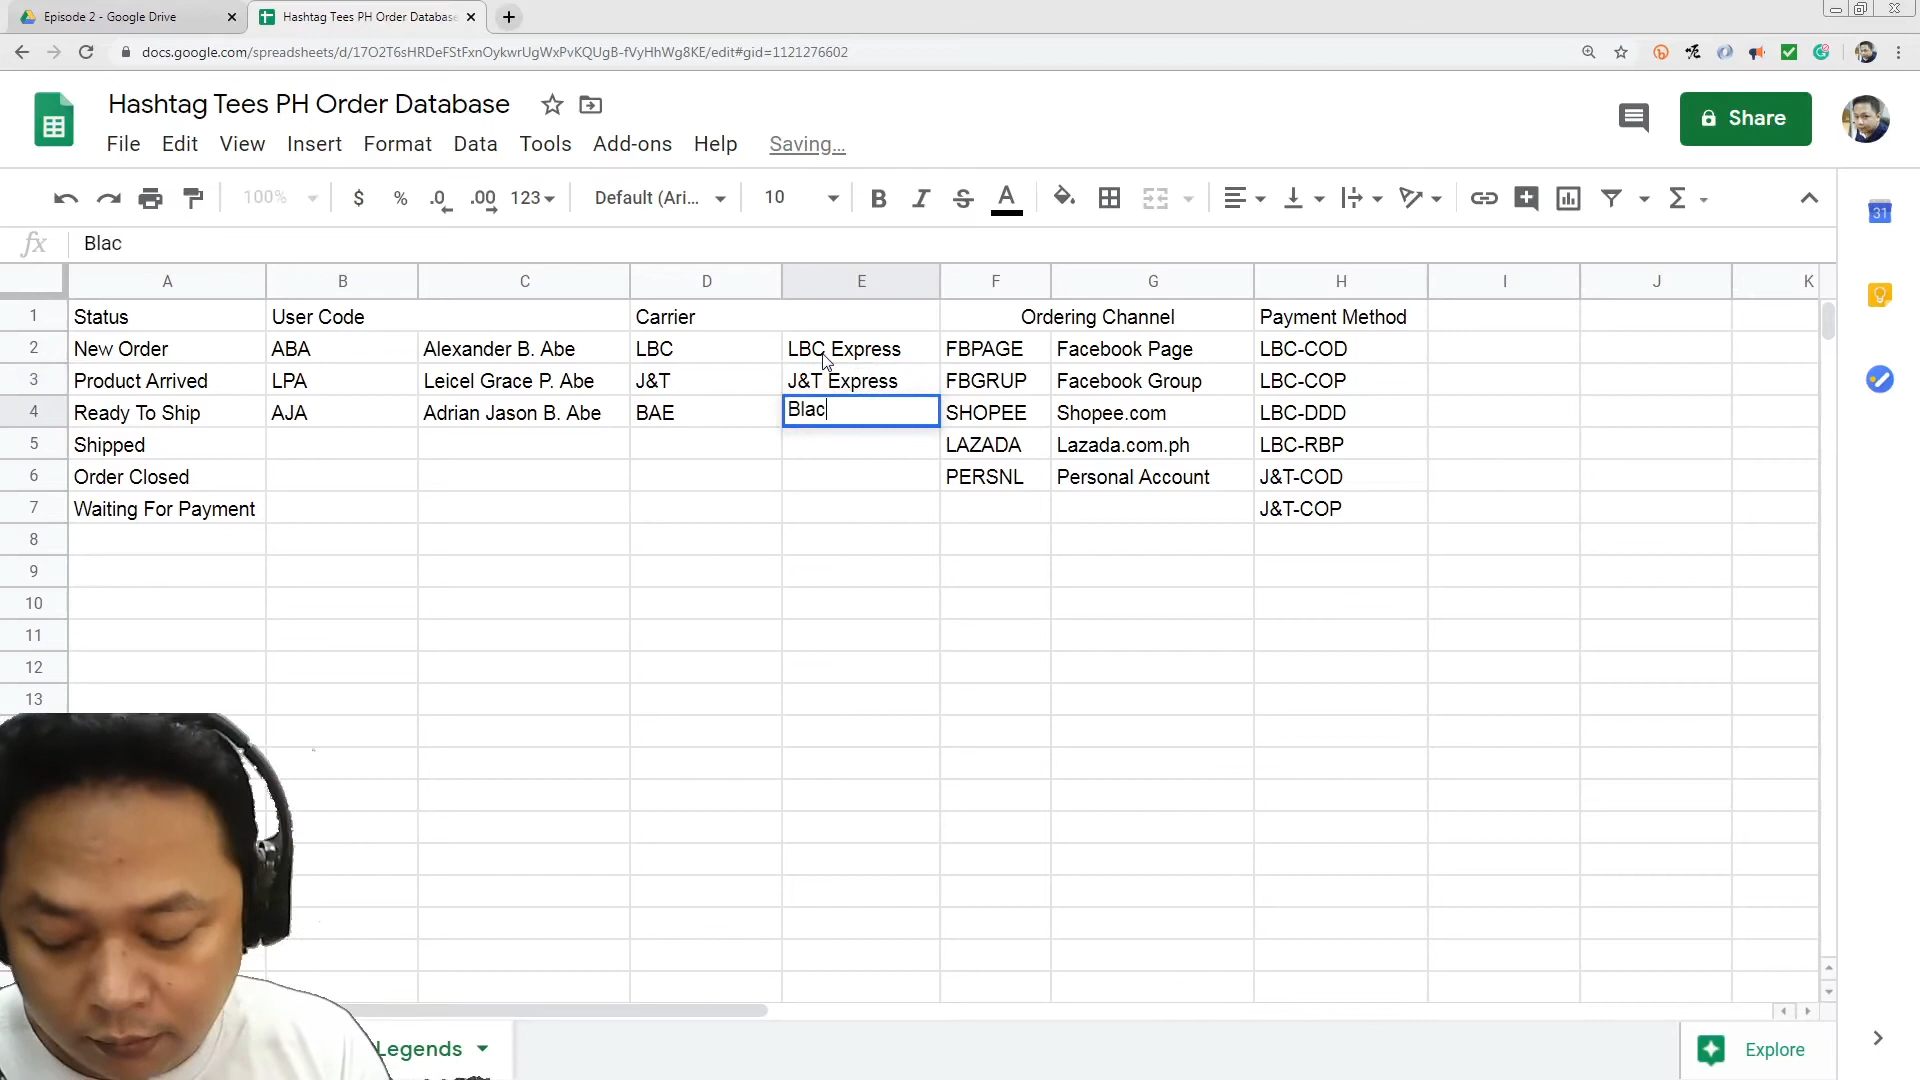 Episode 2 - Google Drive
Hashtag Tees PH Order Database
docs.google.com/spreadsheets/d/17O2T6sHRDeFStFxnOykwrUgWxPvKQUgB-fVyHhWg8KE/edit#gid=1121276602
Hashtag Tees PH Order Database
File Edit View Insert Format Data Tools Add-ons Help Saving...
Share
100% $ % .0 .00 123 Default (Ari... 10 B I S A Σ
31
fx Blac
A B C D E F G H I J K
1 Status User Code Carrier Ordering Channel Payment Method
2 New Order ABA Alexander B. Abe LBC LBC Express FBPAGE Facebook Page LBC-COD
3 Product Arrived LPA Leicel Grace P. Abe J&T J&T Express FBGRUP Facebook Group LBC-COP
4 Ready To Ship AJA Adrian Jason B. Abe BAE Blac SHOPEE Shopee.com LBC-DDD
5 Shipped LAZADA Lazada.com.ph LBC-RBP
6 Order Closed PERSNL Personal Account J&T-COD
7 Waiting For Payment J&T-COP
8
9
10
11
12
13
Legends
Explore